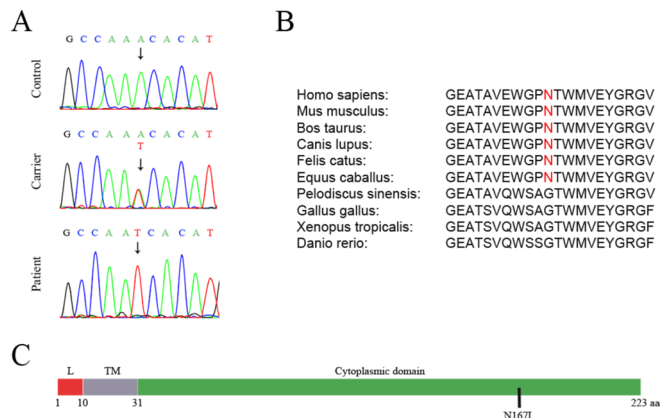 A
G C C A A A C A C A T
Control
G C C A A A C A C A T
T
Carrier
G C C A A T C A C A T
Patient
B
Homo sapiens: GEATAVEWGPNTWMVEYGRGV
Mus musculus: GEATAVEWGPNTWMVEYGRGV
Bos taurus: GEATAVEWGPNTWMVEYGRGV
Canis lupus: GEATAVEWGPNTWMVEYGRGV
Felis catus: GEATAVEWGPNTWMVEYGRGV
Equus caballus: GEATAVEWGPNTWMVEYGRGV
Pelodiscus sinensis: GEATAVQWSAGTWMVEYGRGV
Gallus gallus: GEATSVQWSAGTWMVEYGRGF
Xenopus tropicalis: GEATSVQWSAGTWMVEYGRGF
Danio rerio: GEATSVQWSSGTWMVEYGRGF
C
L TM Cytoplasmic domain
1 10 31 223 aa
N167I